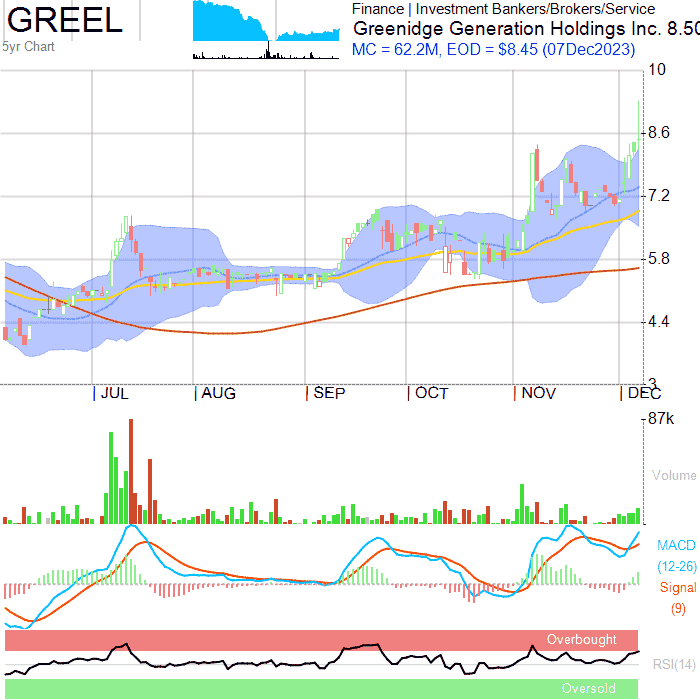 GREEL
5yr Chart
Finance | Investment Bankers/Brokers/Service
Greenidge Generation Holdings Inc. 8.50
MC = 62.2M, EOD = $8.45 (07Dec2023)
10
8.6
7.2
5.8
4.4
3
JUL AUG SEP OCT NOV DEC
87k
Volume
MACD
(12-26)
Signal
(9)
Overbought
RSI(14)
Oversold